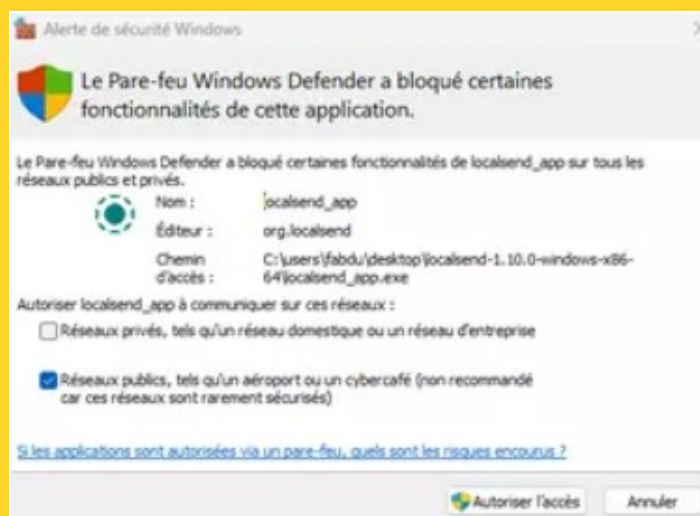 Alerte de sécurité Windows
Le Pare-feu Windows Defender a bloqué certaines
fonctionnalités de cette application.
Le Pare-feu Windows Defender a bloqué certaines fonctionnalités de localsend_app sur tous les
réseaux publics et privés.
Nom : localsend_app
Éditeur : org.localsend
Chemin d'accès : C:\users\fabdu\desktop\localsend-1.10.0-windows-x86-
64\localsend_app.exe
Autoriser localsend_app à communiquer sur ces réseaux :
Réseaux privés, tels qu'un réseau domestique ou un réseau d'entreprise
Réseaux publics, tels qu'un aéroport ou un cybercafé (non recommandé
car ces réseaux sont rarement sécurisés)
Si les applications sont autorisées via un pare-feu, quels sont les risques encourus ?
Autoriser l'accès
Annuler